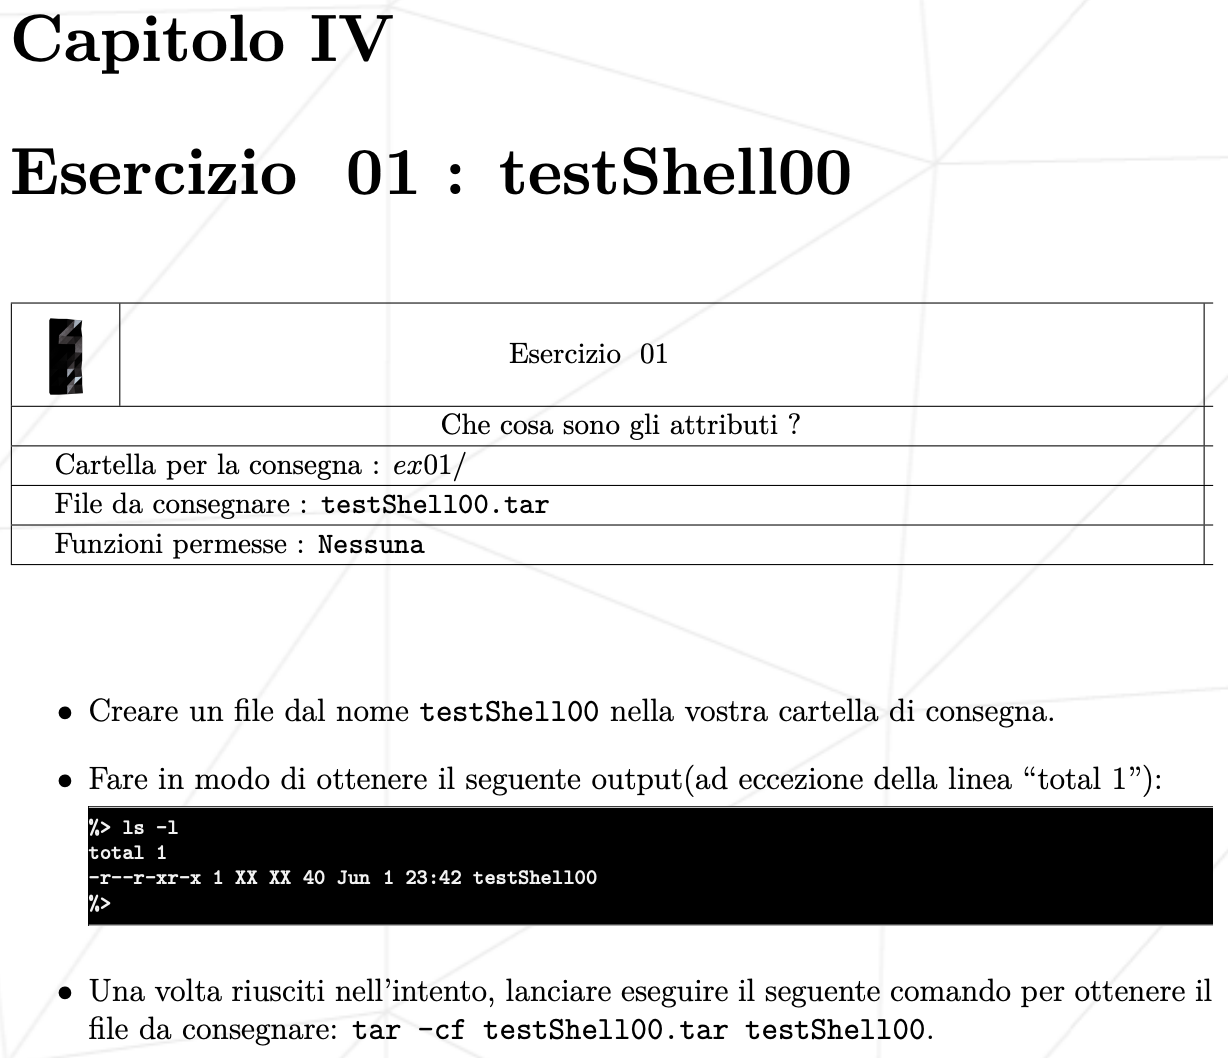 Capitolo IV
Esercizio 01 : testShell00
Esercizio 01
Che cosa sono gli attributi ?
Cartella per la consegna : ex01/
File da consegnare : testShell00.tar
Funzioni permesse : Nessuna
• Creare un file dal nome testShell00 nella vostra cartella di consegna.
• Fare in modo di ottenere il seguente output(ad eccezione della linea “total 1”):
%> ls -l
total 1
-r--r-xr-x 1 XX XX 40 Jun 1 23:42 testShell00
%>
• Una volta riusciti nell'intento, lanciare eseguire il seguente comando per ottenere il
file da consegnare: tar -cf testShell00.tar testShell00.